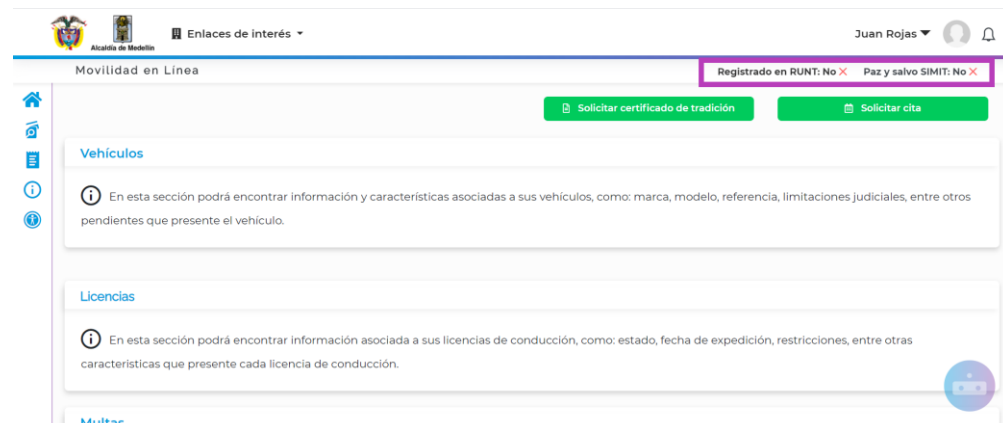 Alcaldía de Medellín
Enlaces de interés
Juan Rojas
Movilidad en Línea
Registrado en RUNT: No Paz y salvo SIMIT: No
Solicitar certificado de tradición
Solicitar cita
Vehículos
En esta sección podrá encontrar información y características asociadas a sus vehículos, como: marca, modelo, referencia, limitaciones judiciales, entre otros
pendientes que presente el vehículo.
Licencias
En esta sección podrá encontrar información asociada a sus licencias de conducción, como: estado, fecha de expedición, restricciones, entre otras
caracteristicas que presente cada licencia de conducción.
Multas